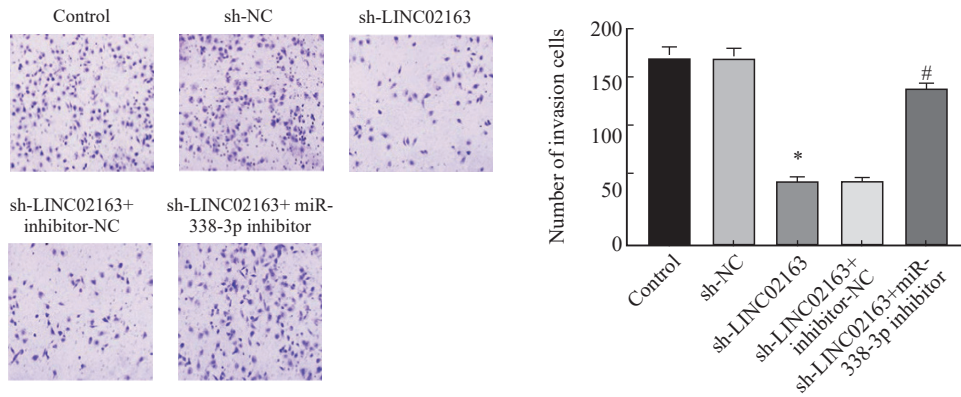 Control
sh-NC
sh-LINC02163
sh-LINC02163+
inhibitor-NC
sh-LINC02163+ miR-
338-3p inhibitor
Number of invasion cells
200
150
100
50
0
*
#
Control
sh-NC
sh-LINC02163
sh-LINC02163+
inhibitor-NC
sh-LINC02163+miR-
338-3p inhibitor